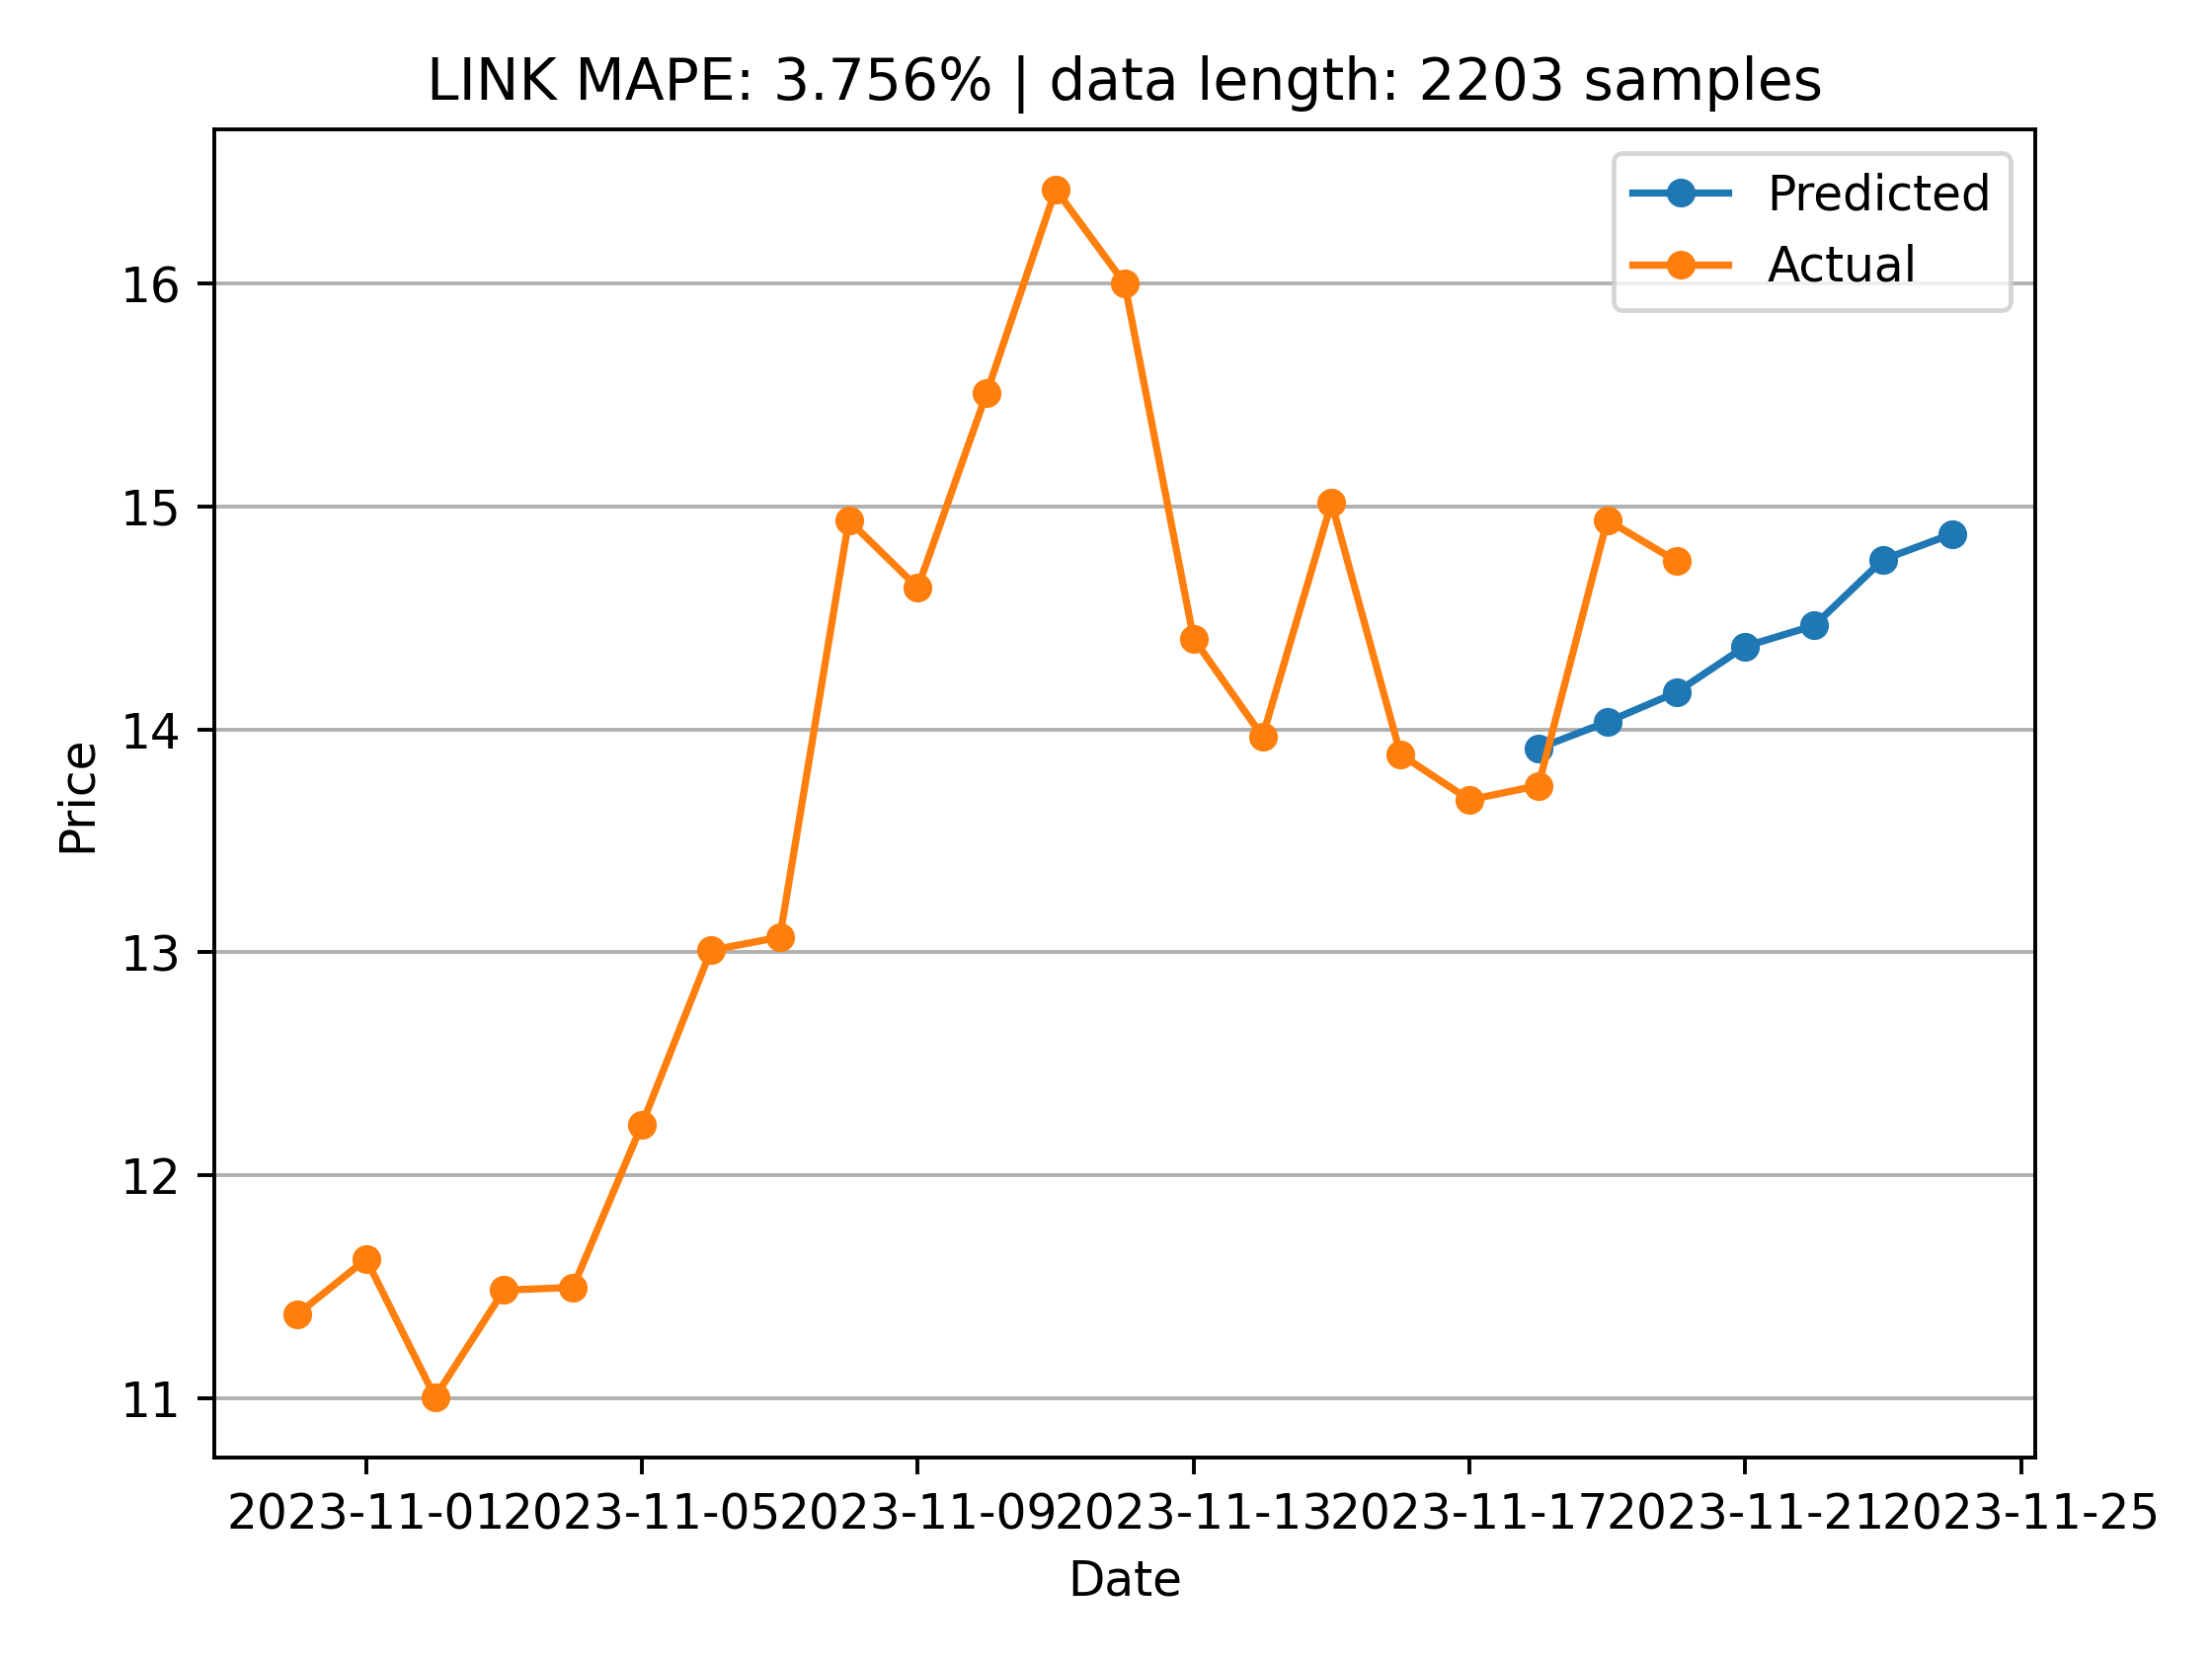 LINK MAPE: 3.756% | data length: 2203 samples
Predicted
Actual
16
15
14
13
12
11
Price
2023-11-01 2023-11-05 2023-11-09 2023-11-13 2023-11-17 2023-11-21 2023-11-25
Date